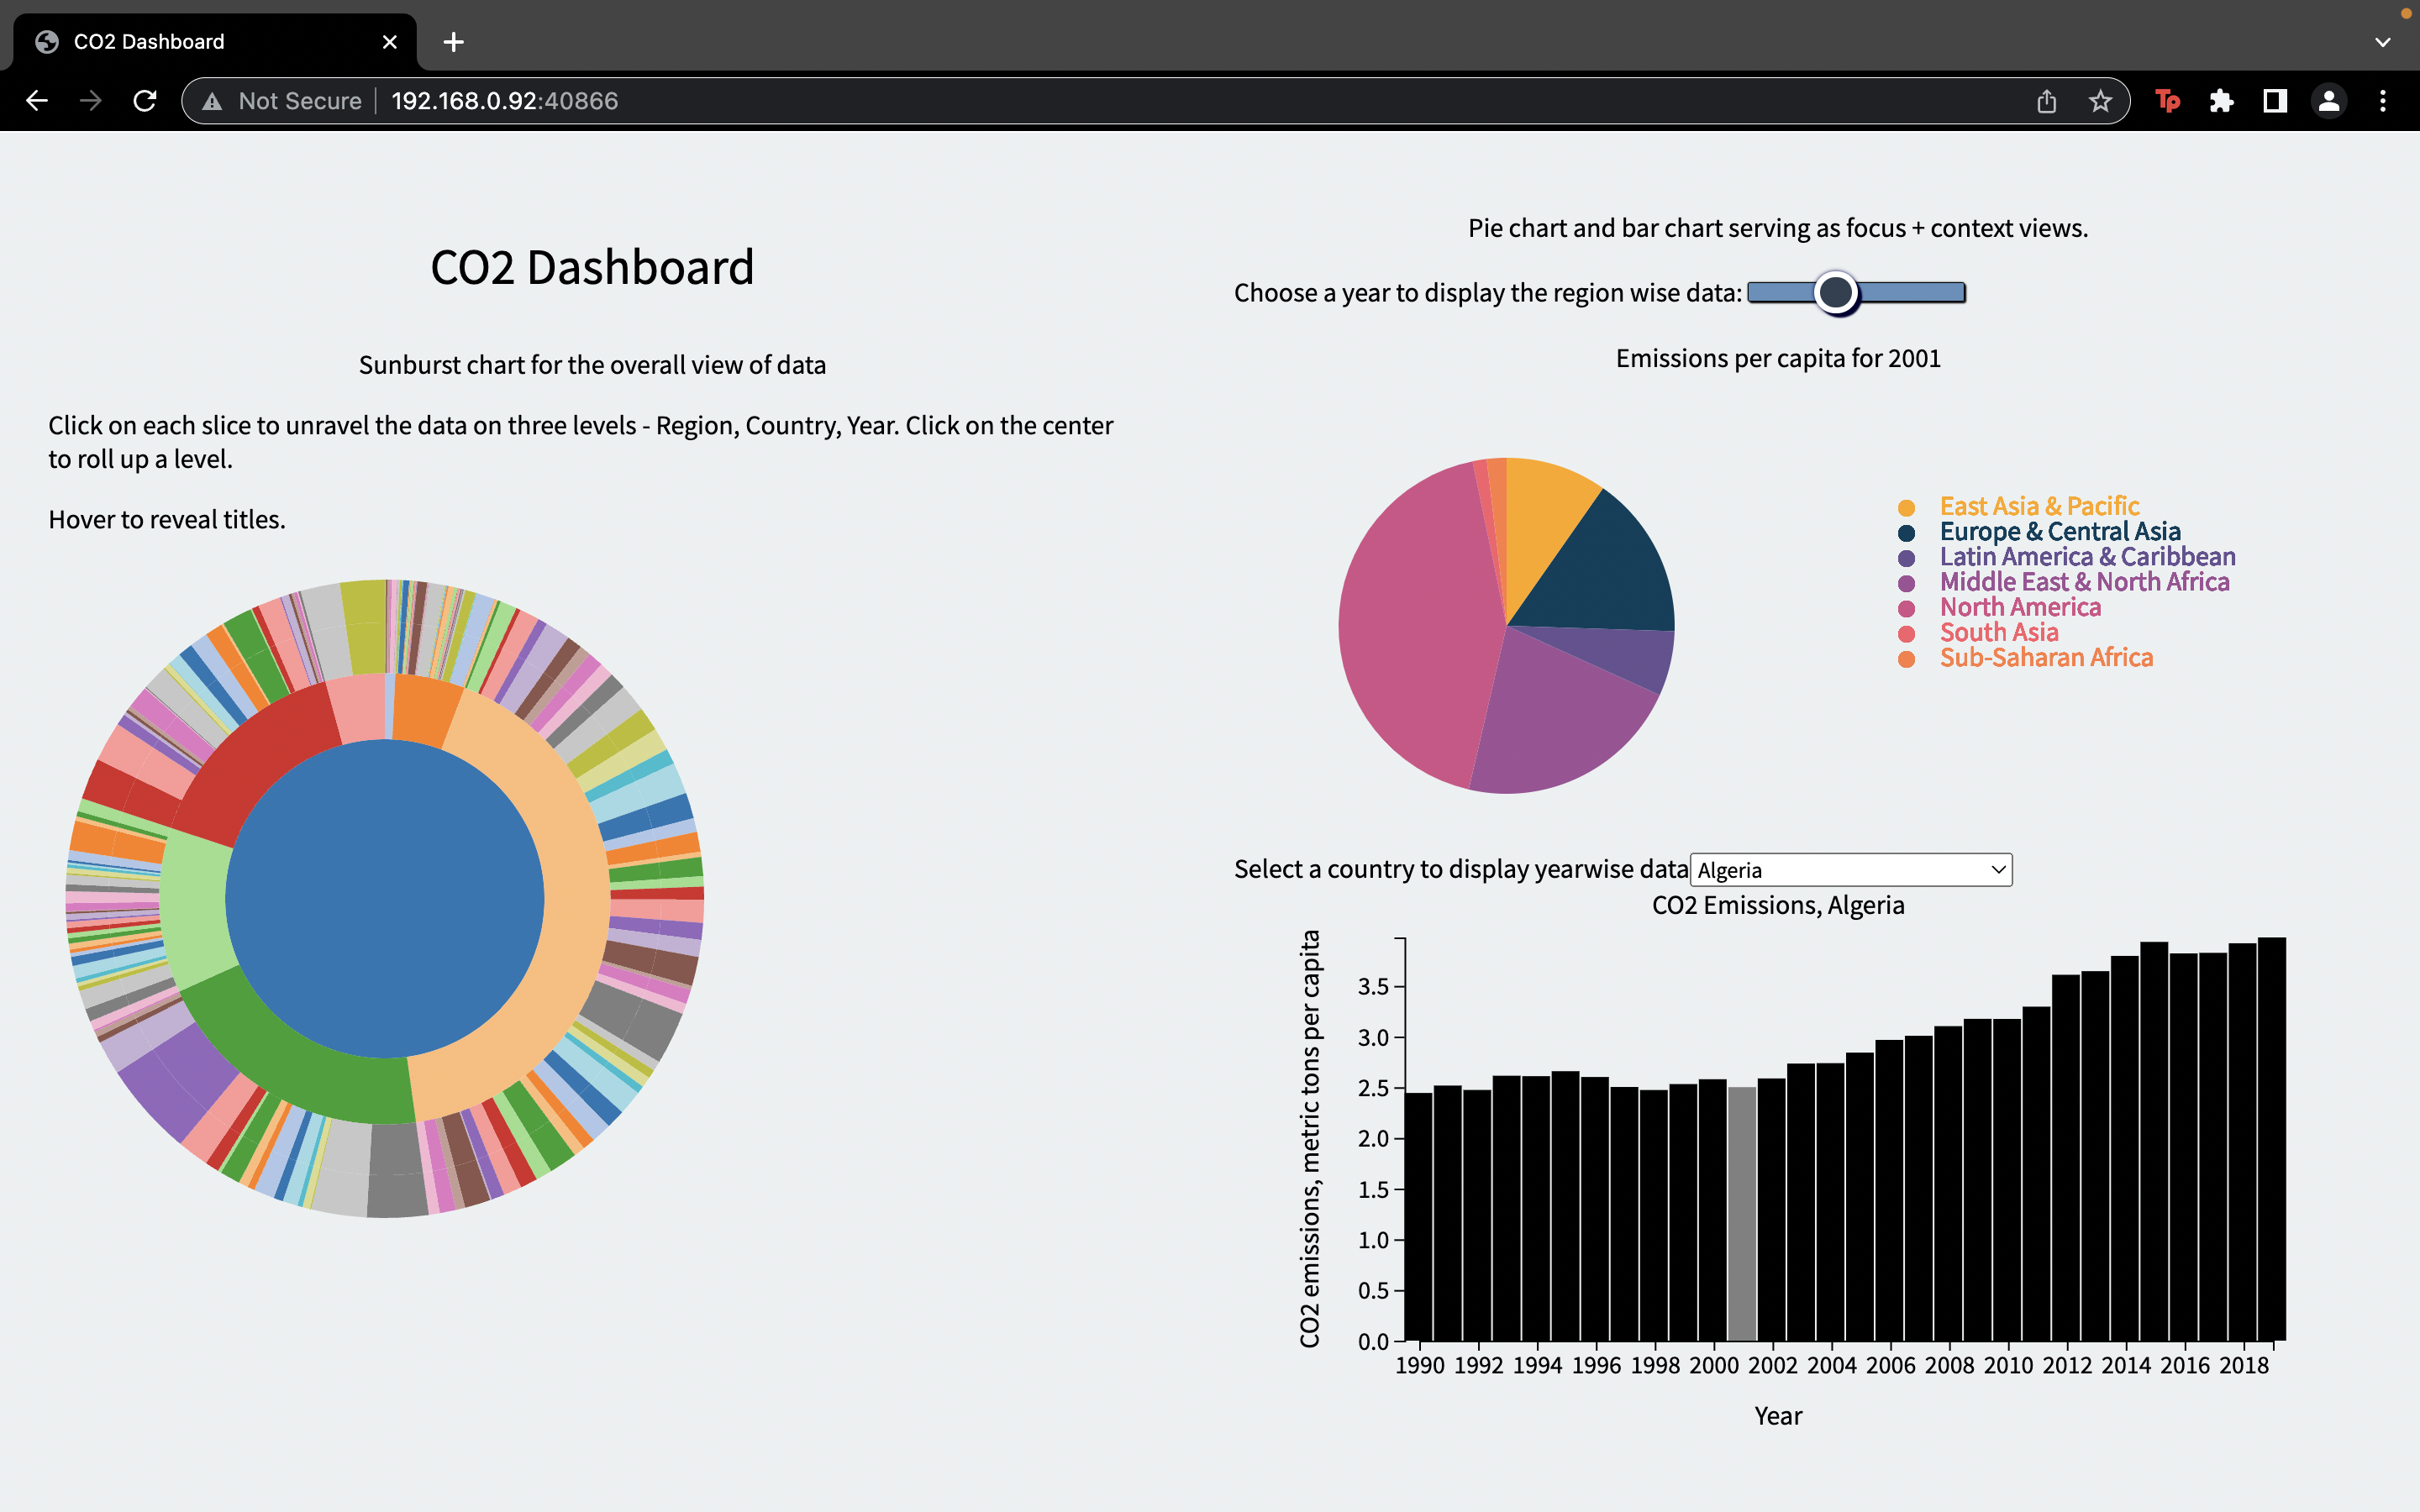 CO2 Dashboard
Not Secure
192.168.0.92:40866
Tp
CO2 Dashboard
Sunburst chart for the overall view of data
Click on each slice to unravel the data on three levels - Region, Country, Year. Click on the center
to roll up a level.
Hover to reveal titles.
Pie chart and bar chart serving as focus + context views.
Choose a year to display the region wise data:
Emissions per capita for 2001
East Asia & Pacific
Europe & Central Asia
Latin America & Caribbean
Middle East & North Africa
North America
South Asia
Sub-Saharan Africa
Select a country to display yearwise data
Algeria
CO2 Emissions, Algeria
CO2 emissions, metric tons per capita
3.5
3.0
2.5
2.0
1.5
1.0
0.5
0.0
1990 1992 1994 1996 1998 2000 2002 2004 2006 2008 2010 2012 2014 2016 2018
Year